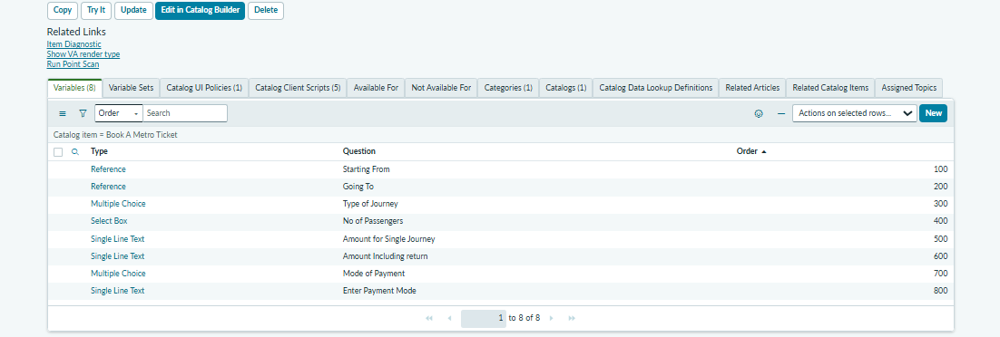 Copy Try It Update Edit in Catalog Builder Delete
Related Links
Item Diagnostic
Show VA render type
Run Point Scan
Variables (8) Variable Sets Catalog UI Policies (1) Catalog Client Scripts (5) Available For Not Available For Categories (1) Catalogs (1) Catalog Data Lookup Definitions Related Articles Related Catalog Items Assigned Topics
Order Search Actions on selected rows... New
Catalog item = Book A Metro Ticket
Type Question Order
Reference Starting From 100
Reference Going To 200
Multiple Choice Type of Journey 300
Select Box No of Passengers 400
Single Line Text Amount for Single Journey 500
Single Line Text Amount Including return 600
Multiple Choice Mode of Payment 700
Single Line Text Enter Payment Mode 800
1 to 8 of 8